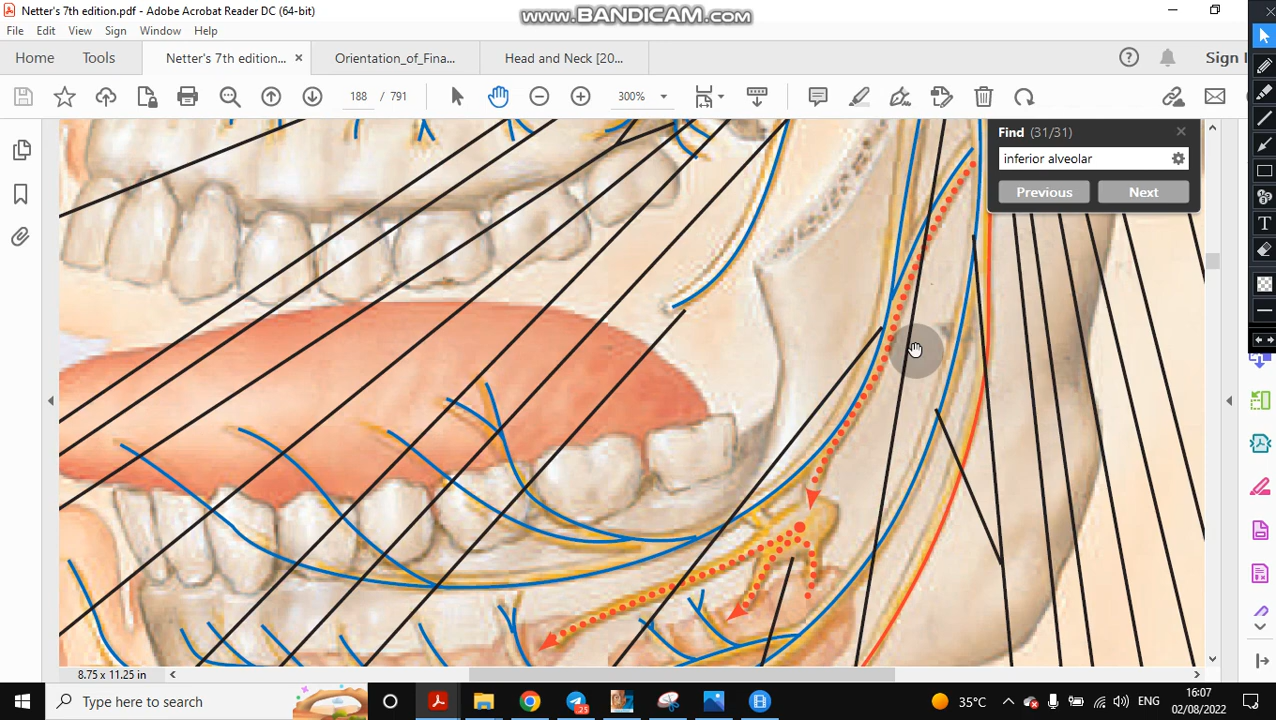 Netter's 7th edition.pdf - Adobe Acrobat Reader DC (64-bit)
www.BANDICAM.com
File Edit View Sign Window Help
Home Tools Netter's 7th edition... × Orientation_of_Fina... Head and Neck [20... Sign I
188 / 791 300%
Find (31/31)
inferior alveolar
Previous Next
8.75 x 11.25 in
Type here to search
25
35°C
ENG
16:07
02/08/2022